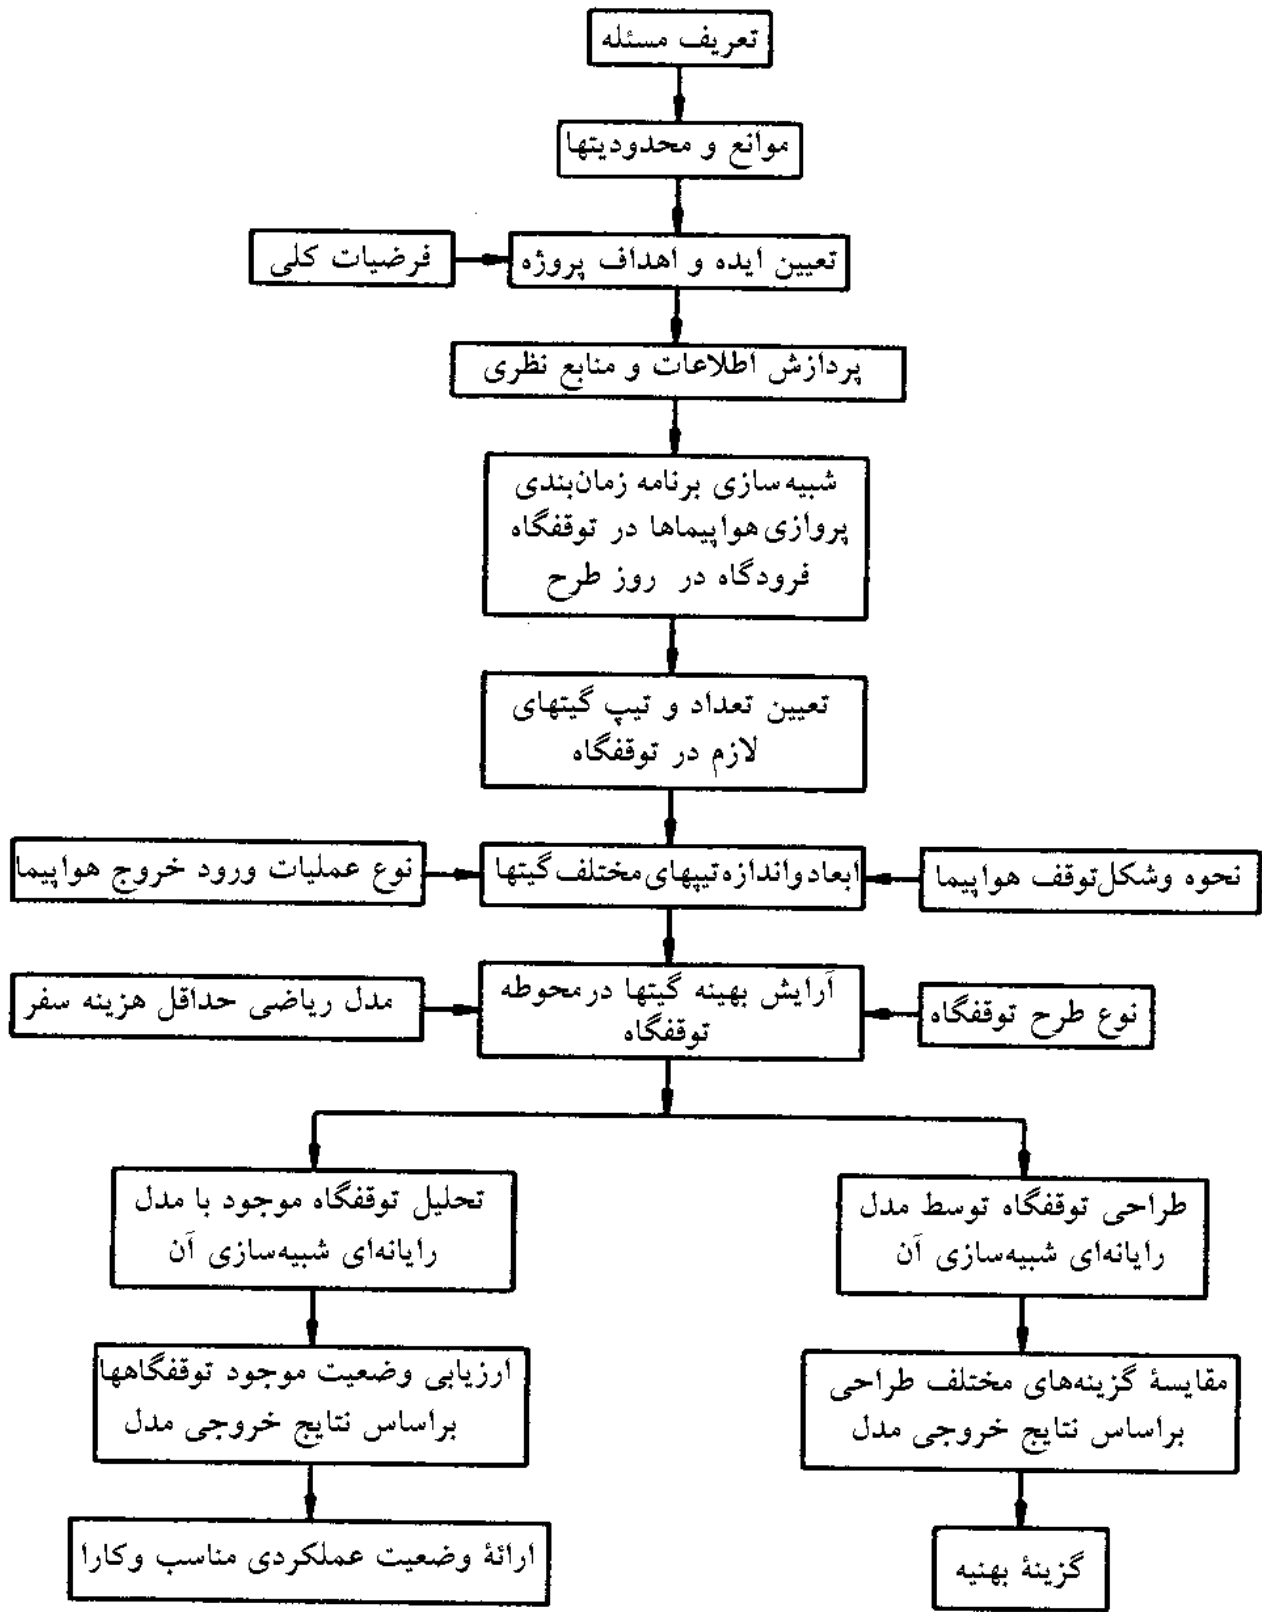 تعریف مسئله
موانع و محدودیتها
تعیین ایده و اهداف پروژه
فرضیات کلی
پردازش اطلاعات و منابع نظری
شبیه‌سازی برنامه زمان‌بندی
پروازی هواپیماها در توقفگاه
فرودگاه در روز طرح
تعیین تعداد و تیپ گیتهای
لازم در توقفگاه
نحوه وشکل توقف هواپیما
ابعاد واندازه تیپهای مختلف گیتها
نوع عملیات ورود خروج هواپیما
نوع طرح توقفگاه
آرایش بهینه گیتها در محوطه
توقفگاه
مدل ریاضی حداقل هزینه سفر
طراحی توقفگاه توسط مدل
رایانه‌ای شبیه‌سازی آن
تحلیل توقفگاه موجود با مدل
رایانه‌ای شبیه‌سازی آن
مقایسهٔ گزینه‌های مختلف طراحی
براساس نتایج خروجی مدل
ارزیابی وضعیت موجود توقفگاهها
براساس نتایج خروجی مدل
گزینهٔ بهنیه
ارائهٔ وضعیت عملکردی مناسب وکارا